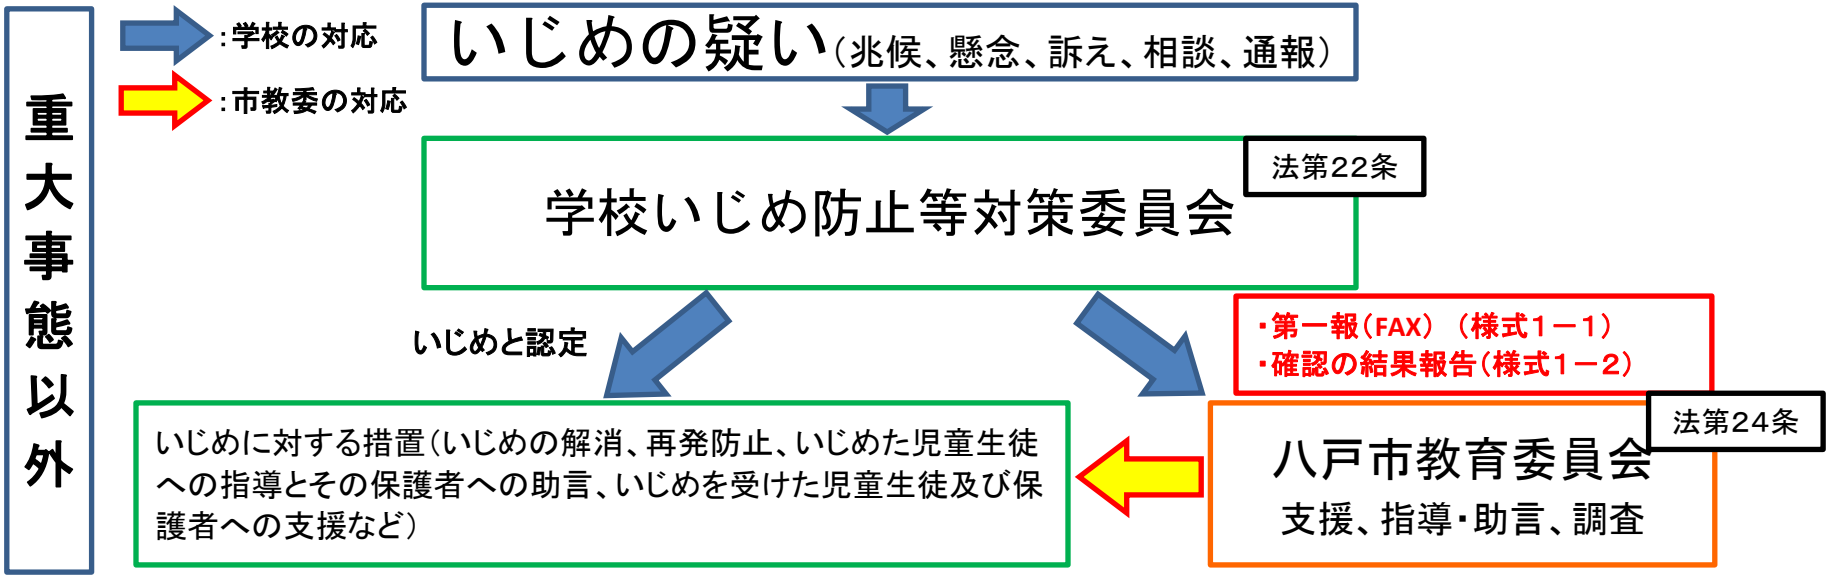 重大事態以外
：学校の対応
：市教委の対応
いじめの疑い（兆候、懸念、訴え、相談、通報）
法第２２条
学校いじめ防止等対策委員会
いじめと認定
・第一報（FAX）　（様式１－１）
・確認の結果報告（様式１－２）
法第２４条
いじめに対する措置（いじめの解消、再発防止、いじめた児童生徒
への指導とその保護者への助言、いじめを受けた児童生徒及び保
護者への支援など）
八戸市教育委員会
支援、指導・助言、調査